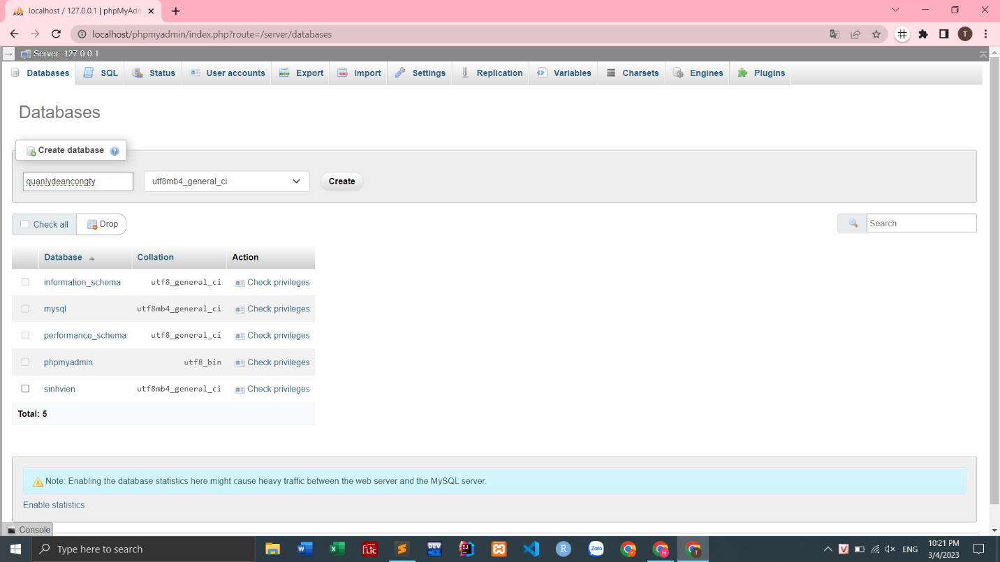 localhost / 127.0.0.1 | phpMyAdm
localhost/phpmyadmin/index.php?route=/server/databases
T
Server: 127.0.0.1
Databases SQL Status User accounts Export Import Settings Replication Variables Charsets Engines Plugins
Databases
Create database
quanlydeancongty utf8mb4_general_ci Create
Check all Drop Search
Database Collation Action
information_schema utf8_general_ci Check privileges
mysql utf8mb4_general_ci Check privileges
performance_schema utf8_general_ci Check privileges
phpmyadmin utf8_bin Check privileges
sinhvien utf8mb4_general_ci Check privileges
Total: 5
Note: Enabling the database statistics here might cause heavy traffic between the web server and the MySQL server.
Enable statistics
Console
Type here to search
ENG
10:21 PM
3/4/2023